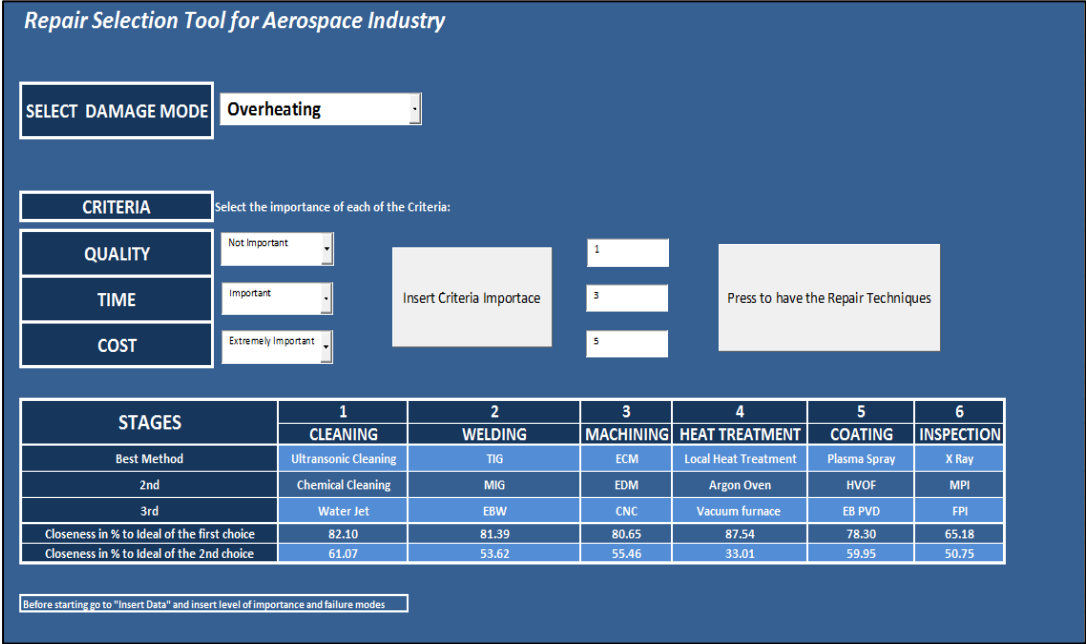 Repair Selection Tool for Aerospace Industry
SELECT DAMAGE MODE Overheating
CRITERIA Select the importance of each of the Criteria:
QUALITY Not Important 1
TIME Important Insert Criteria Importace 3 Press to have the Repair Techniques
COST Extremely Important 5
STAGES 1 2 3 4 5 6
CLEANING WELDING MACHINING HEAT TREATMENT COATING INSPECTION
Best Method Ultransonic Cleaning TIG ECM Local Heat Treatment Plasma Spray X Ray
2nd Chemical Cleaning MIG EDM Argon Oven HVOF MPI
3rd Water Jet EBW CNC Vacuum furnace EB PVD FPI
Closeness in % to Ideal of the first choice 82.10 81.39 80.65 87.54 78.30 65.18
Closeness in % to Ideal of the 2nd choice 61.07 53.62 55.46 33.01 59.95 50.75
Before starting go to "Insert Data" and insert level of importance and failure modes